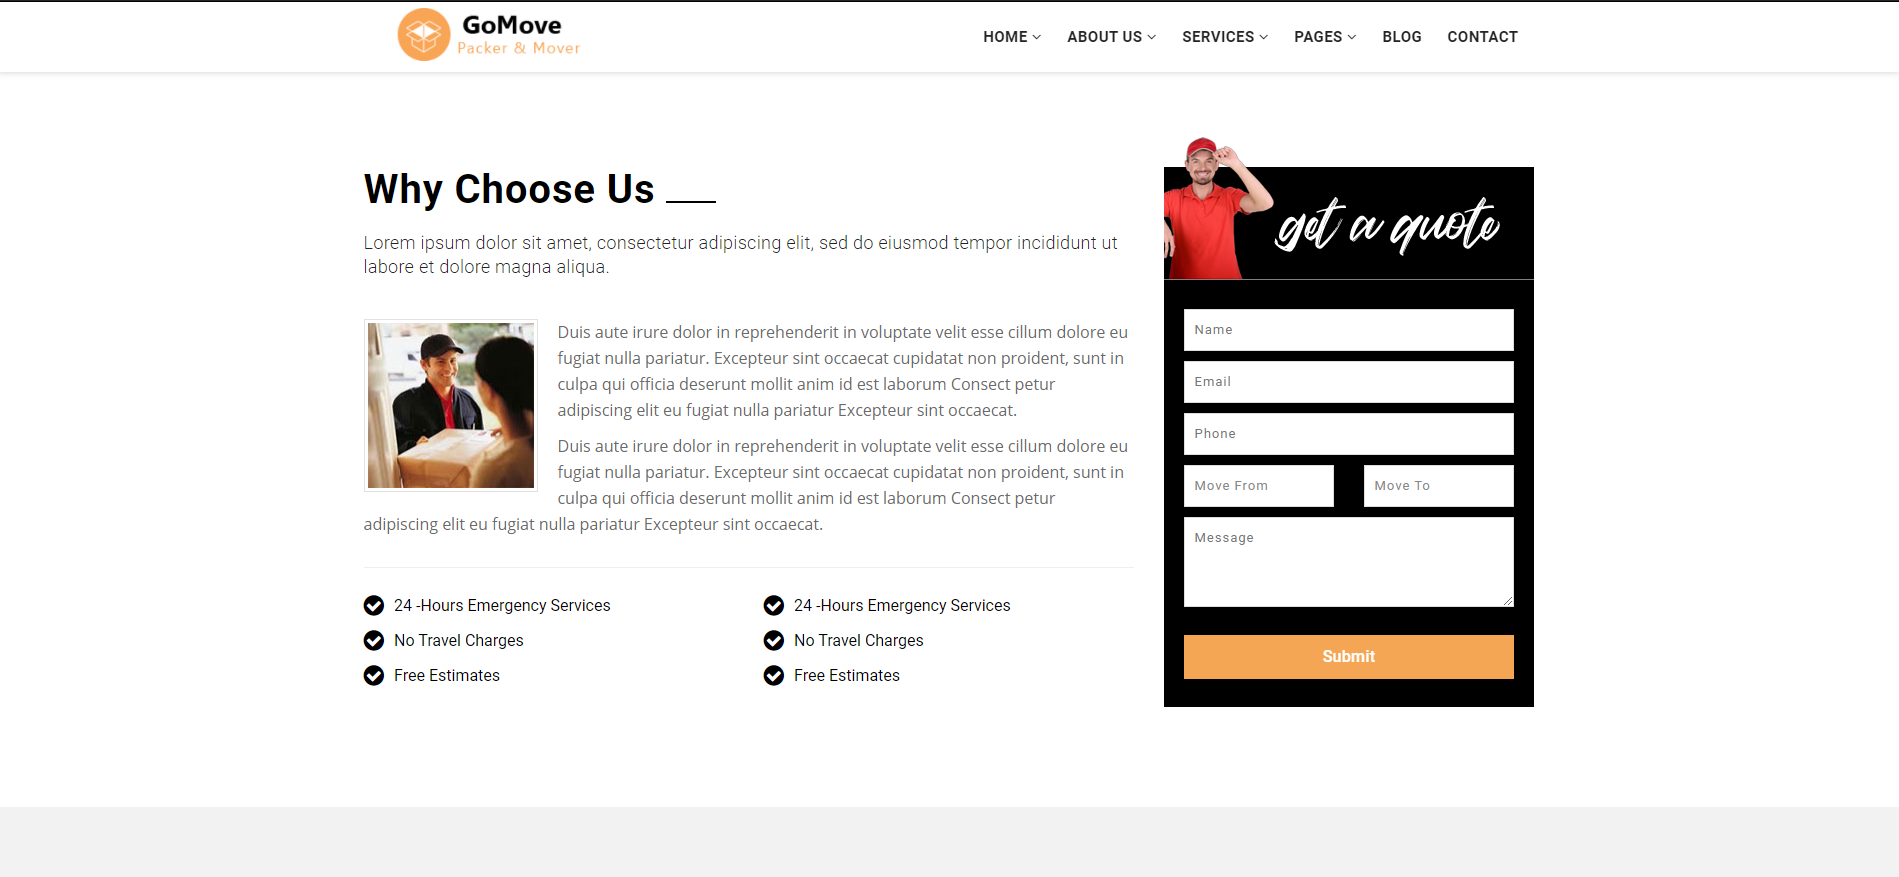 GoMove
Packer & Mover
HOME
ABOUT US
SERVICES
PAGES
BLOG
CONTACT
Why Choose Us
Lorem ipsum dolor sit amet, consectetur adipiscing elit, sed do eiusmod tempor incididunt ut
labore et dolore magna aliqua.
Duis aute irure dolor in reprehenderit in voluptate velit esse cillum dolore eu
fugiat nulla pariatur. Excepteur sint occaecat cupidatat non proident, sunt in
culpa qui officia deserunt mollit anim id est laborum Consect petur
adipiscing elit eu fugiat nulla pariatur Excepteur sint occaecat.
Duis aute irure dolor in reprehenderit in voluptate velit esse cillum dolore eu
fugiat nulla pariatur. Excepteur sint occaecat cupidatat non proident, sunt in
culpa qui officia deserunt mollit anim id est laborum Consect petur
adipiscing elit eu fugiat nulla pariatur Excepteur sint occaecat.
24 -Hours Emergency Services
No Travel Charges
Free Estimates
24 -Hours Emergency Services
No Travel Charges
Free Estimates
get a quote
Name
Email
Phone
Move From
Move To
Message
Submit